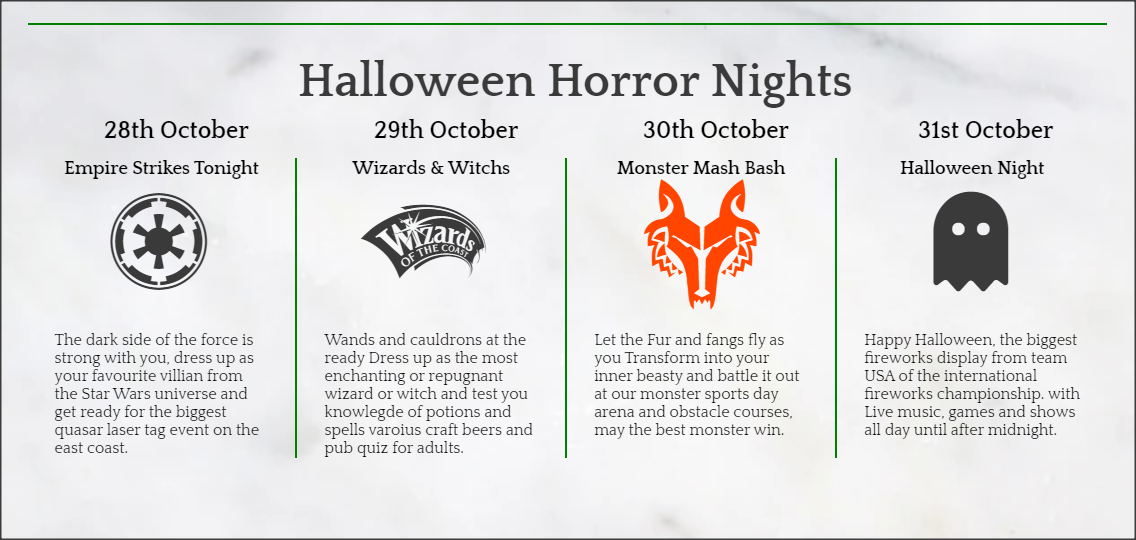 Halloween Horror Nights
28th October
Empire Strikes Tonight
The dark side of the force is
strong with you, dress up as
your favourite villian from
the Star Wars universe and
get ready for the biggest
quasar laser tag event on the
east coast.
29th October
Wizards & Witchs
Wizards
OF THE COAST
Wands and cauldrons at the
ready Dress up as the most
enchanting or repugnant
wizard or witch and test you
knowlegde of potions and
spells varoius craft beers and
pub quiz for adults.
30th October
Monster Mash Bash
Let the Fur and fangs fly as
you Transform into your
inner beasty and battle it out
at our monster sports day
arena and obstacle courses,
may the best monster win.
31st October
Halloween Night
Happy Halloween, the biggest
fireworks display from team
USA of the international
fireworks championship. with
Live music, games and shows
all day until after midnight.